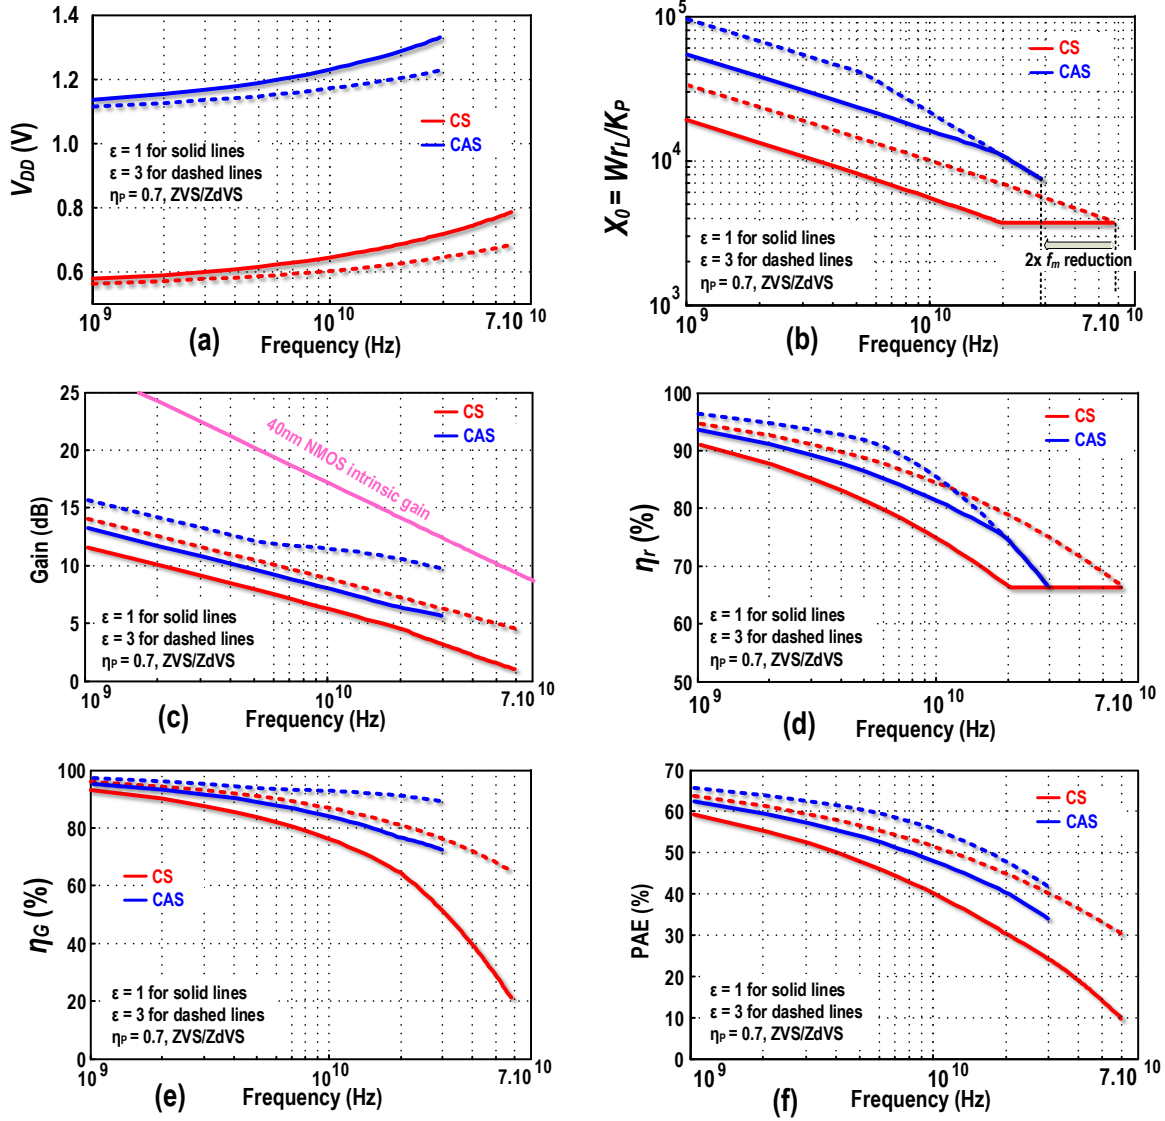 1.4
1.2
1.0
0.8
0.6
V_DD (V)
CS
CAS
ε = 1 for solid lines
ε = 3 for dashed lines
ηP = 0.7, ZVS/ZdVS
10^9
10^10
7.10^10
(a)
Frequency (Hz)
10^5
10^4
10^3
X_0 = Wr_L/K_P
CS
CAS
ε = 1 for solid lines
ε = 3 for dashed lines
ηP = 0.7, ZVS/ZdVS
2x f_m reduction
10^9
10^10
7.10^10
(b)
Frequency (Hz)
25
20
15
10
5
0
Gain (dB)
CS
CAS
40nm NMOS intrinsic gain
ε = 1 for solid lines
ε = 3 for dashed lines
ηP = 0.7, ZVS/ZdVS
10^9
10^10
7.10^10
(c)
Frequency (Hz)
100
90
80
70
60
50
η_r (%)
CS
CAS
ε = 1 for solid lines
ε = 3 for dashed lines
ηP = 0.7, ZVS/ZdVS
10^9
10^10
7.10^10
(d)
Frequency (Hz)
100
80
60
40
20
0
η_G (%)
CS
CAS
ε = 1 for solid lines
ε = 3 for dashed lines
ηP = 0.7, ZVS/ZdVS
10^9
10^10
7.10^10
(e)
Frequency (Hz)
70
60
50
40
30
20
10
0
PAE (%)
CS
CAS
ε = 1 for solid lines
ε = 3 for dashed lines
ηP = 0.7, ZVS/ZdVS
10^9
10^10
7.10^10
(f)
Frequency (Hz)